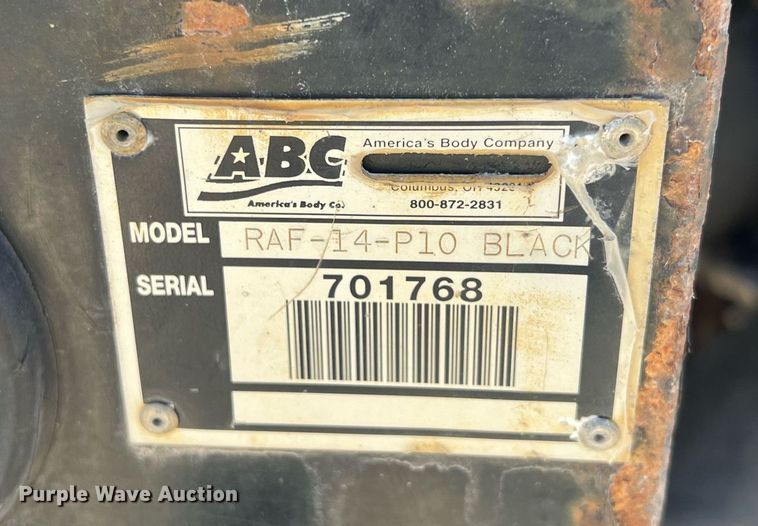 ABC
America's Body Co.
America's Body Company
Columbus, OH
800-872-2831
MODEL RAF-14-P10 BLACK
SERIAL 701768
Purple Wave Auction